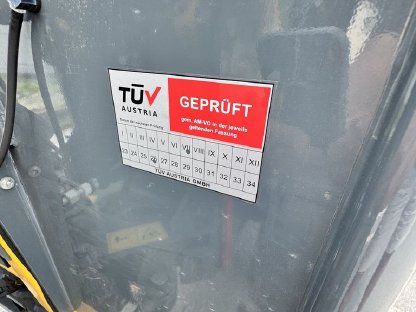 TÜV
AUSTRIA
GEPRÜFT
gem. AM-VO in der jeweils
geltenden Fassung
I II III IV V VI VII VIII IX X XI XII
23 24 25 26 27 28 29 30 31 32 33 34
TÜV AUSTRIA GMBH